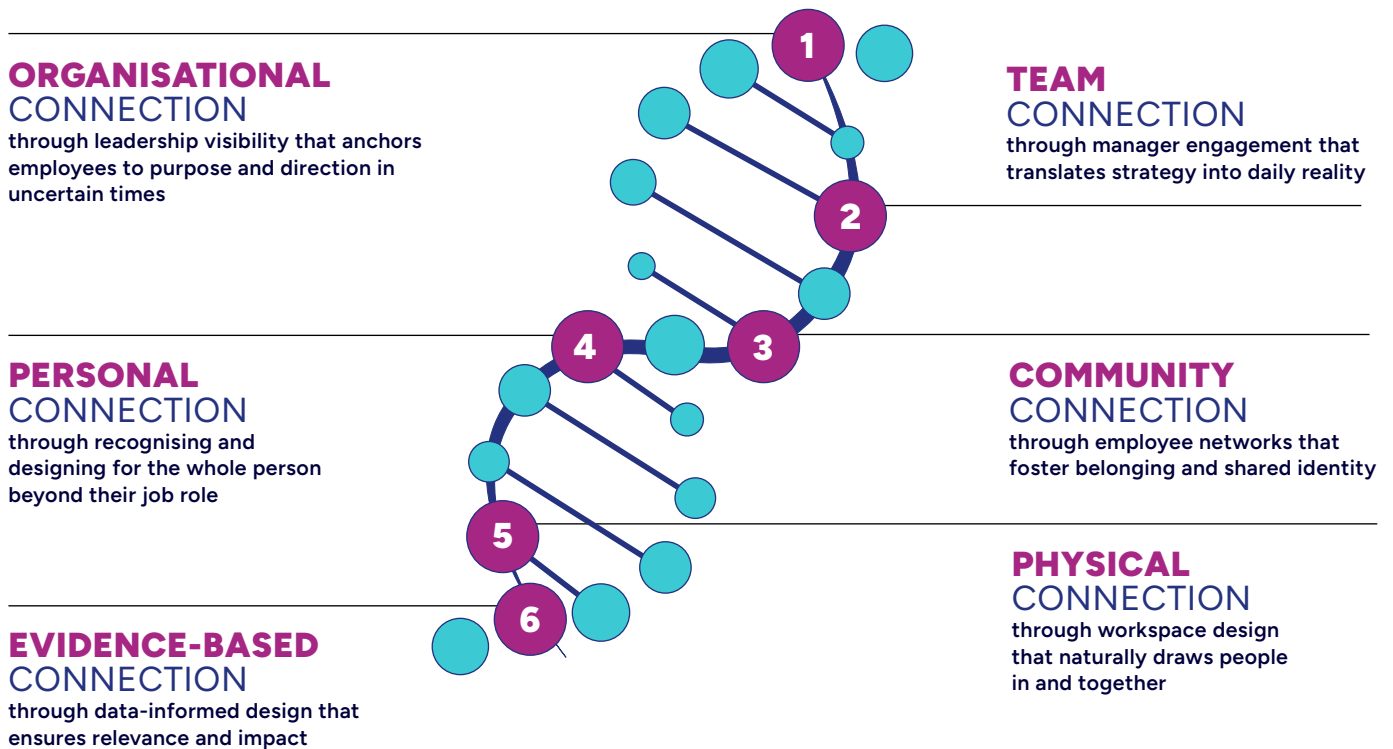 1
ORGANISATIONAL
CONNECTION
through leadership visibility that anchors
employees to purpose and direction in
uncertain times
TEAM
CONNECTION
through manager engagement that
translates strategy into daily reality
2
3
4
PERSONAL
CONNECTION
through recognising and
designing for the whole person
beyond their job role
COMMUNITY
CONNECTION
through employee networks that
foster belonging and shared identity
5
PHYSICAL
CONNECTION
through workspace design
that naturally draws people
in and together
6
EVIDENCE-BASED
CONNECTION
through data-informed design that
ensures relevance and impact